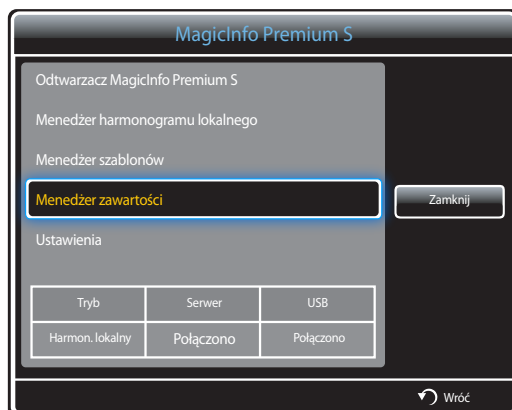 MagicInfo Premium S
Odtwarzacz MagicInfo Premium S
Menedżer harmonogramu lokalnego
Menedżer szablonów
Menedżer zawartości
Zamknij
Ustawienia
Tryb Serwer USB
Harmon. lokalny Połączono Połączono
Wróć